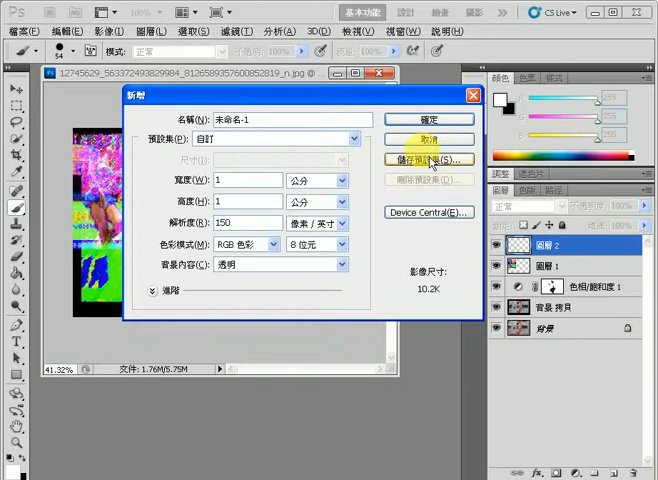 Ps Br Mb 100% 基本功能 設計 繪畫 攝影 CS Live
檔案(F) 編輯(E) 影像(I) 圖層(L) 選取(S) 濾鏡(T) 分析(A) 3D(D) 檢視(V) 視窗(W) 說明(H)
54 模式: 正常 不透明: 100% 流量: 100%
12745629_563372493829984_8126589357600852819_n.jpg @ ...
新增
名稱(N): 未命名-1 確定
預設集(P): 自訂 取消
尺寸(I): 儲存預設集(S)...
寬度(W): 1 公分 刪除預設集(D)...
高度(H): 1 公分
解析度(R): 150 像素 / 英寸 Device Central(E)...
色彩模式(M): RGB 色彩 8 位元
背景內容(C): 透明
影像尺寸:
10.2K
進階
41.32% 文件: 1.76M/5.75M
顏色 色票 樣式
255
255
255
調整 遮色片
圖層 色版 路徑
正常 不透明度: 100%
鎖定: 填滿: 100%
圖層 2
圖層 1
色相/飽和度 1
背景 拷貝
背景